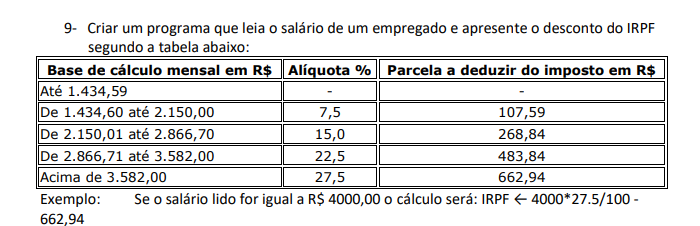 9- Criar um programa que leia o salário de um empregado e apresente o desconto do IRPF
segundo a tabela abaixo:
Base de cálculo mensal em R$ Alíquota % Parcela a deduzir do imposto em R$
Até 1.434,59 - -
De 1.434,60 até 2.150,00 7,5 107,59
De 2.150,01 até 2.866,70 15,0 268,84
De 2.866,71 até 3.582,00 22,5 483,84
Acima de 3.582,00 27,5 662,94
Exemplo: Se o salário lido for igual a R$ 4000,00 o cálculo será: IRPF ← 4000*27.5/100 -
662,94